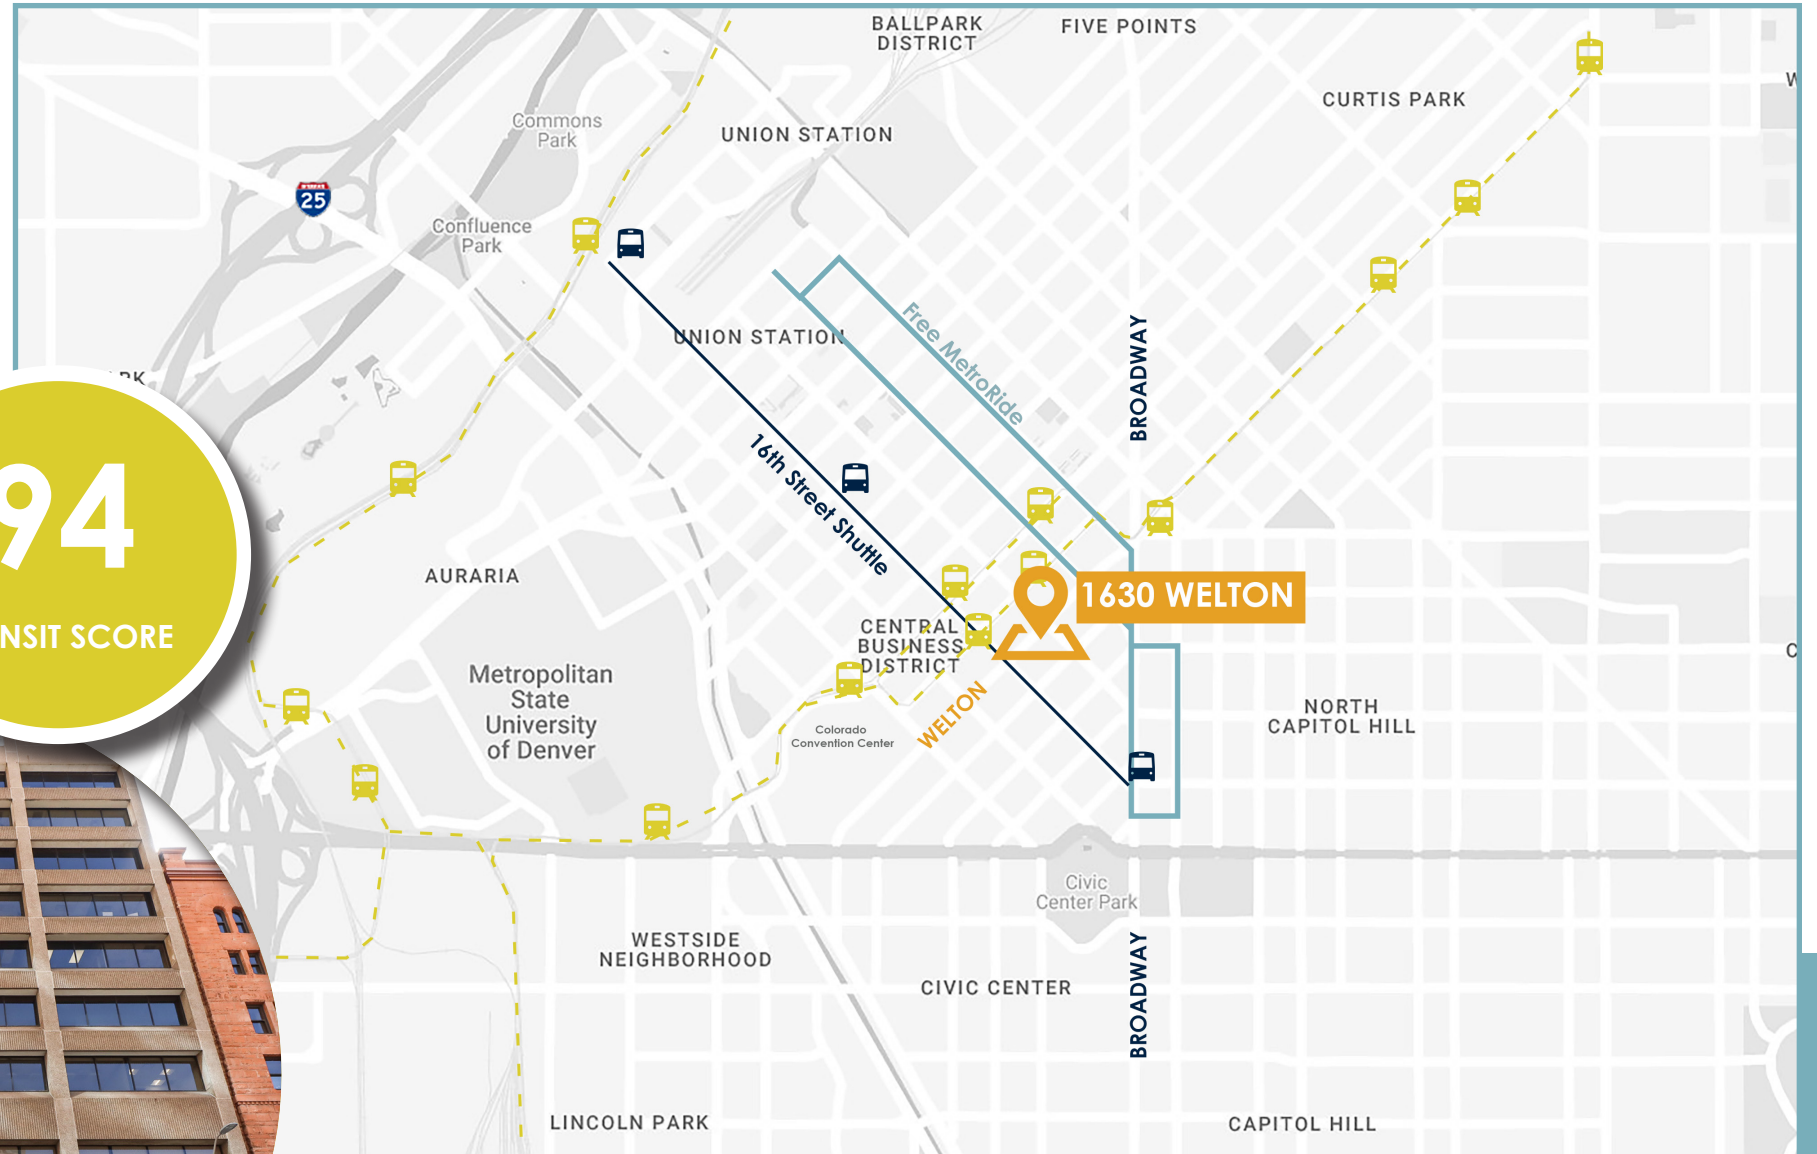 BALLPARK
DISTRICT
FIVE POINTS
CURTIS PARK
Commons
Park
UNION STATION
25
Confluence
Park
UNION STATION
Free MetroRide
BROADWAY
16th Street Shuttle
94
NSIT SCORE
AURARIA
1630 WELTON
CENTRAL
BUSINESS
DISTRICT
WELTON
Metropolitan
State
University
of Denver
Colorado
Convention Center
NORTH
CAPITOL HILL
Civic
Center Park
WESTSIDE
NEIGHBORHOOD
CIVIC CENTER
BROADWAY
LINCOLN PARK
CAPITOL HILL